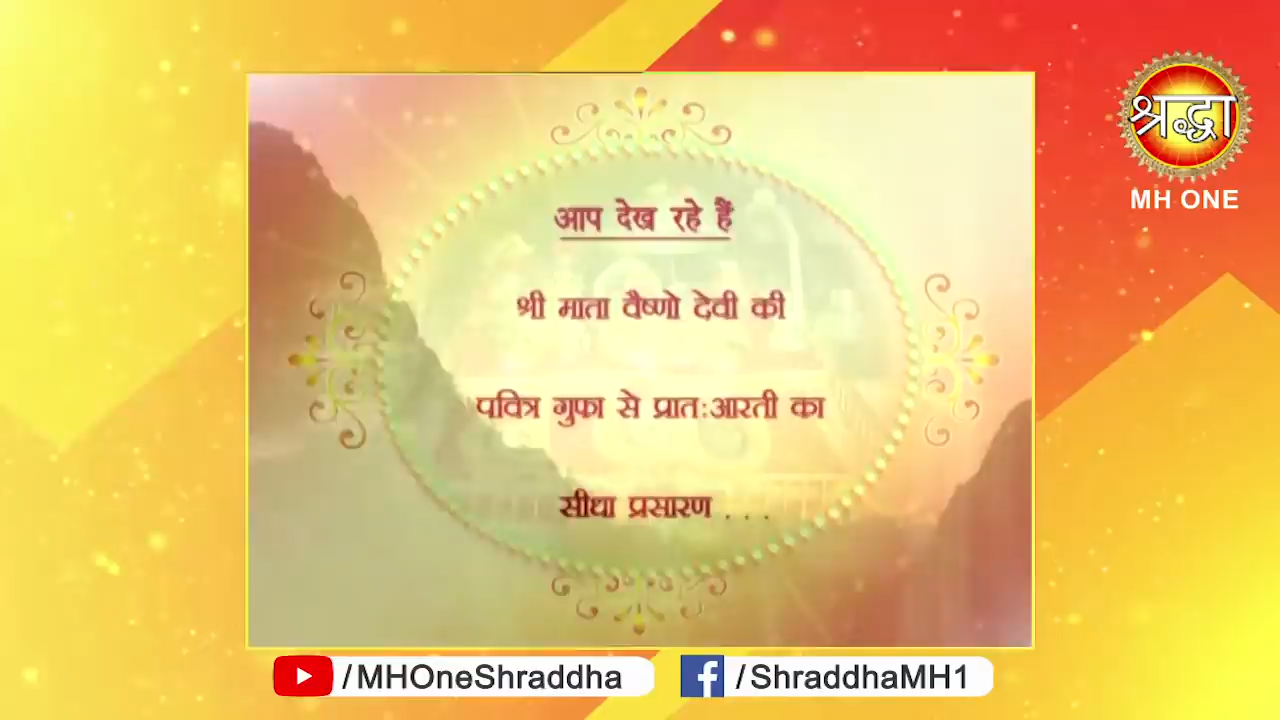 श्रद्धा
MH ONE
आप देख रहे हैं
श्री माता वैष्णो देवी की
पवित्र गुफा से प्रातःआरती का
सीधा प्रसारण . . .
/MHOneShraddha
/ShraddhaMH1